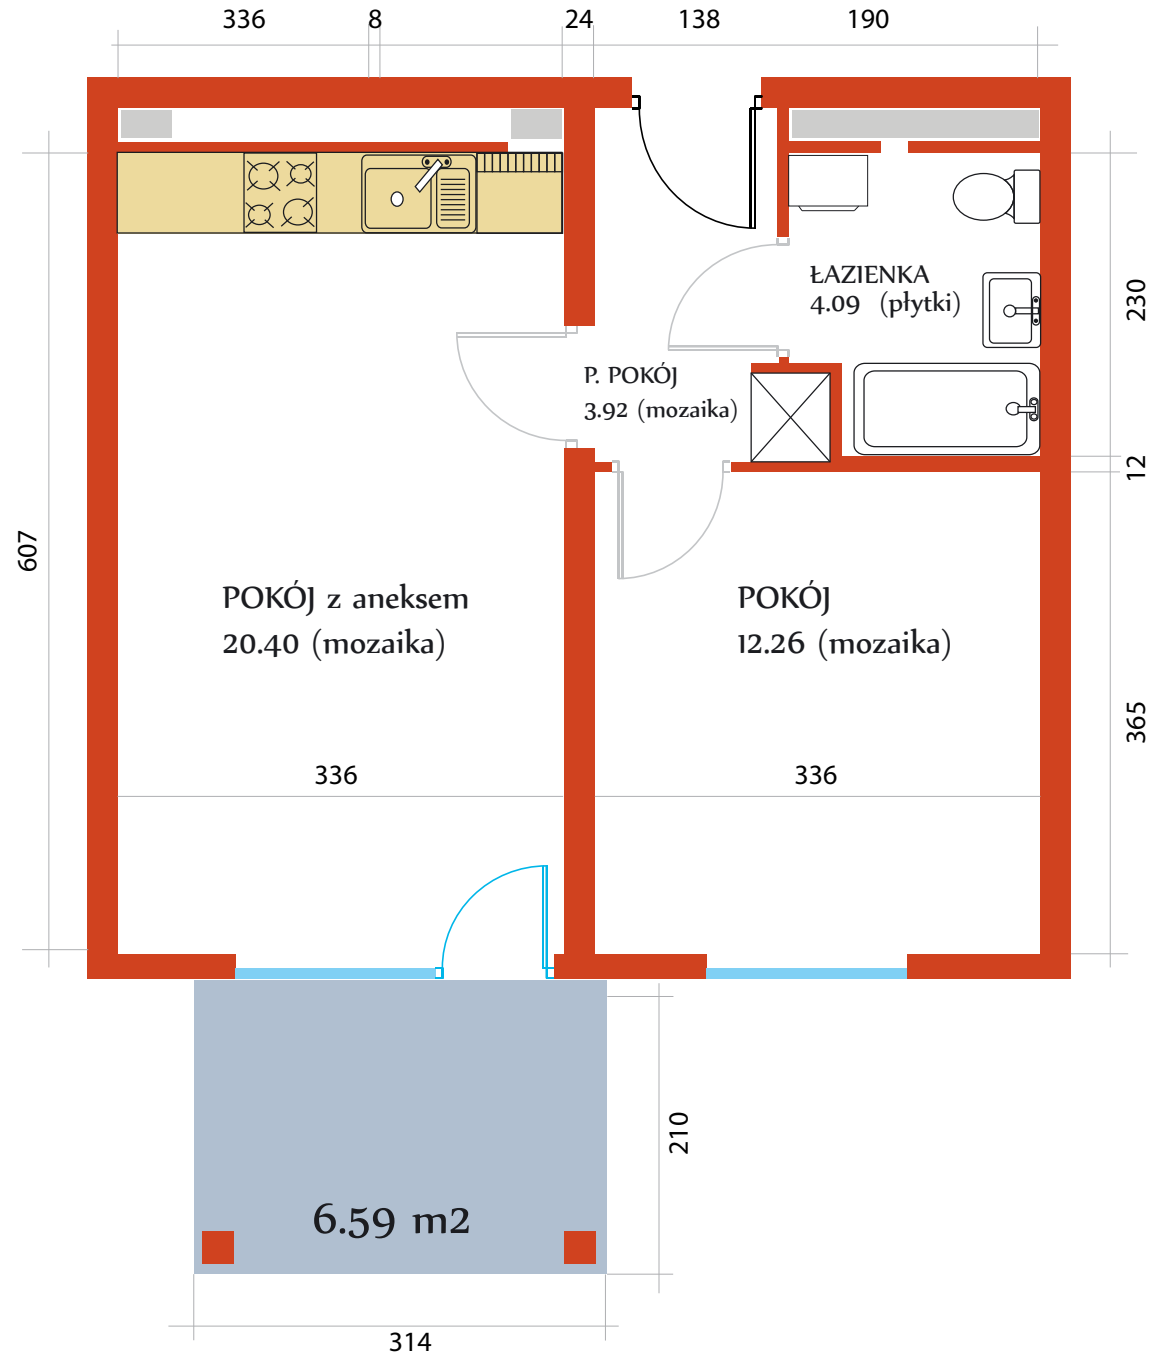 336 8 24 138 190
ŁAZIENKA
4.09 (płytki)
230
P. POKÓJ
3.92 (mozaika)
12
607
POKÓJ z aneksem
20.40 (mozaika)
POKÓJ
12.26 (mozaika)
365
336
336
210
6.59 m2
314